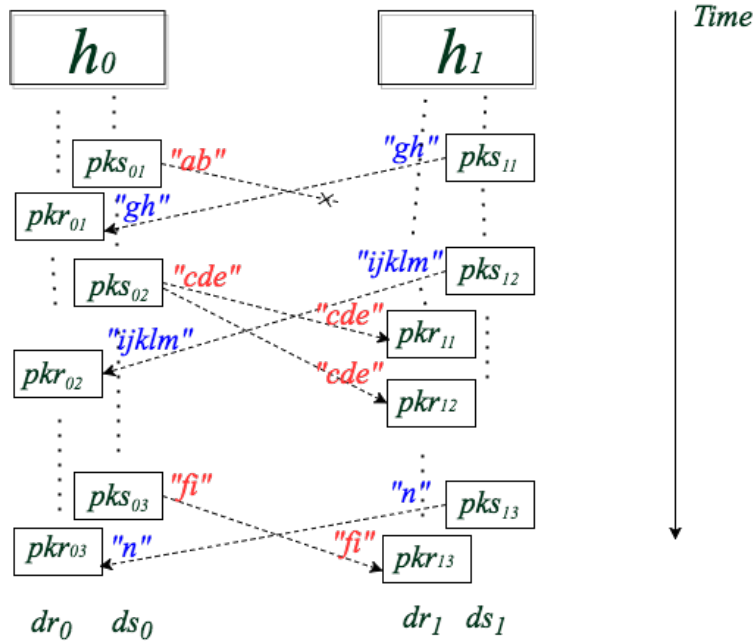 Time
h0 h1
pks01 "ab" "gh" pks11
pkr01 "gh"
pks02 "cde" "ijklm" pks12
"cde" pkr11
pkr02 "ijklm"
"cde" pkr12
pks03 "fi" "n" pks13
pkr03 "n" "fi" pkr13
dr0 ds0 dr1 ds1